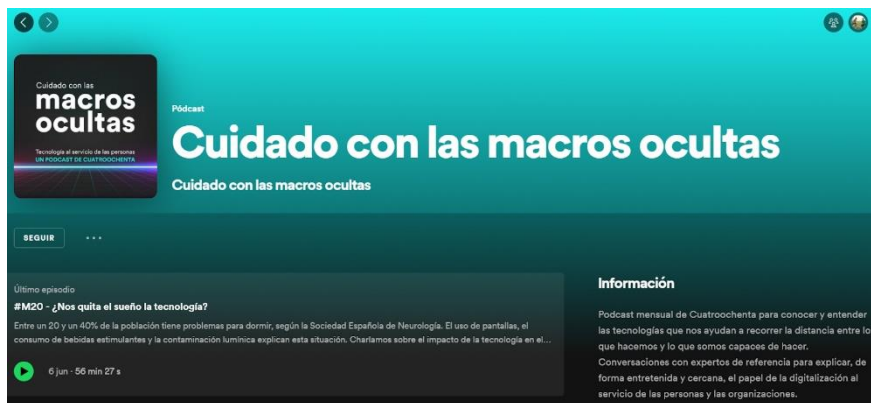 Cuidado con las
macros
ocultas
Tecnología al servicio de las personas
UN PODCAST DE CUATROOCHENTA
Pódcast
Cuidado con las macros ocultas
Cuidado con las macros ocultas
SEGUIR
Último episodio
#M20 - ¿Nos quita el sueño la tecnología?
Entre un 20 y un 40% de la población tiene problemas para dormir, según la Sociedad Española de Neurología. El uso de pantallas, el
consumo de bebidas estimulantes y la contaminación lumínica explican esta situación. Charlamos sobre el impacto de la tecnología en el...
6 jun · 56 min 27 s
Información
Podcast mensual de Cuatroochenta para conocer y entender
las tecnologías que nos ayudan a recorrer la distancia entre lo
que hacemos y lo que somos capaces de hacer.
Conversaciones con expertos de referencia para explicar, de
forma entretenida y cercana, el papel de la digitalización al
servicio de las personas y las organizaciones.